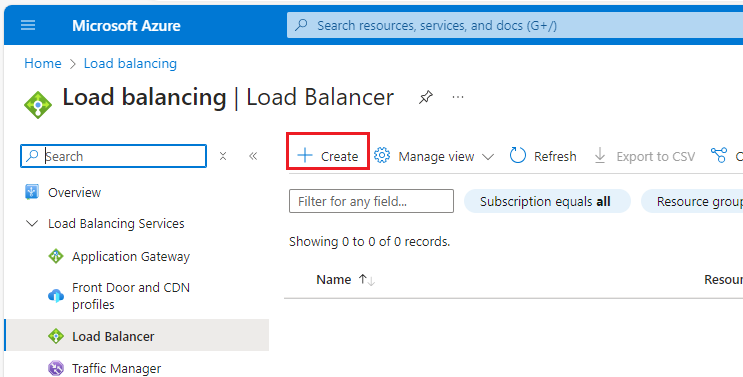 Microsoft Azure
Search resources, services, and docs (G+/)
Home > Load balancing
Load balancing | Load Balancer
Search
Create
Manage view
Refresh
Export to CSV
Overview
Filter for any field...
Subscription equals all
Resource group
Load Balancing Services
Showing 0 to 0 of 0 records.
Application Gateway
Name ↑↓
Resou
Front Door and CDN
profiles
Load Balancer
Traffic Manager